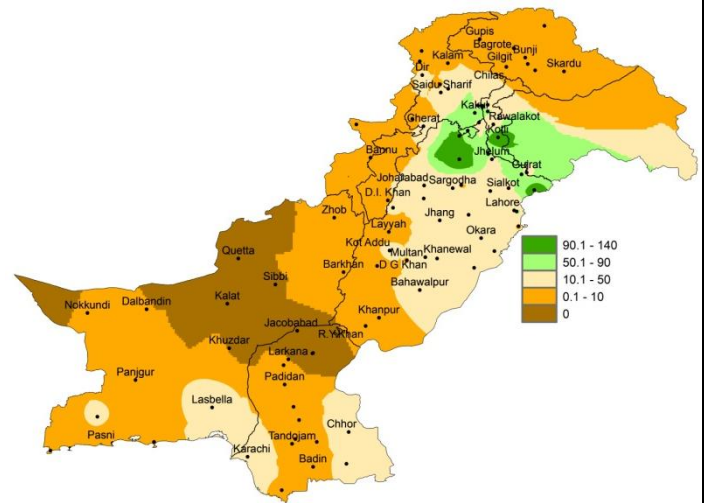 Gupis
Bagrote
Bunji
Kalam
Gilgit
Skardu
Dir
Chilas
Saidu Sharif
Kakul
Rawalakot
Cherat
Kotli
Bannu
Jhelum
Joharabad
Gujrat
Sargodha
D.I. Khan
Sialkot
Zhob
Lahore
Jhang
Layyah
Okara
Quetta
Kot Addu
Multan
Khanewal
Barkhan
D G Khan
Sibbi
Bahawalpur
Nokkundi
Dalbandin
Kalat
Khanpur
Jacobabad
R.Y.Khan
Khuzdar
Larkana
Panjgur
Padidan
Lasbella
Pasni
Chhor
Tandojam
Karachi
Badin
90.1 - 140
50.1 - 90
10.1 - 50
0.1 - 10
0